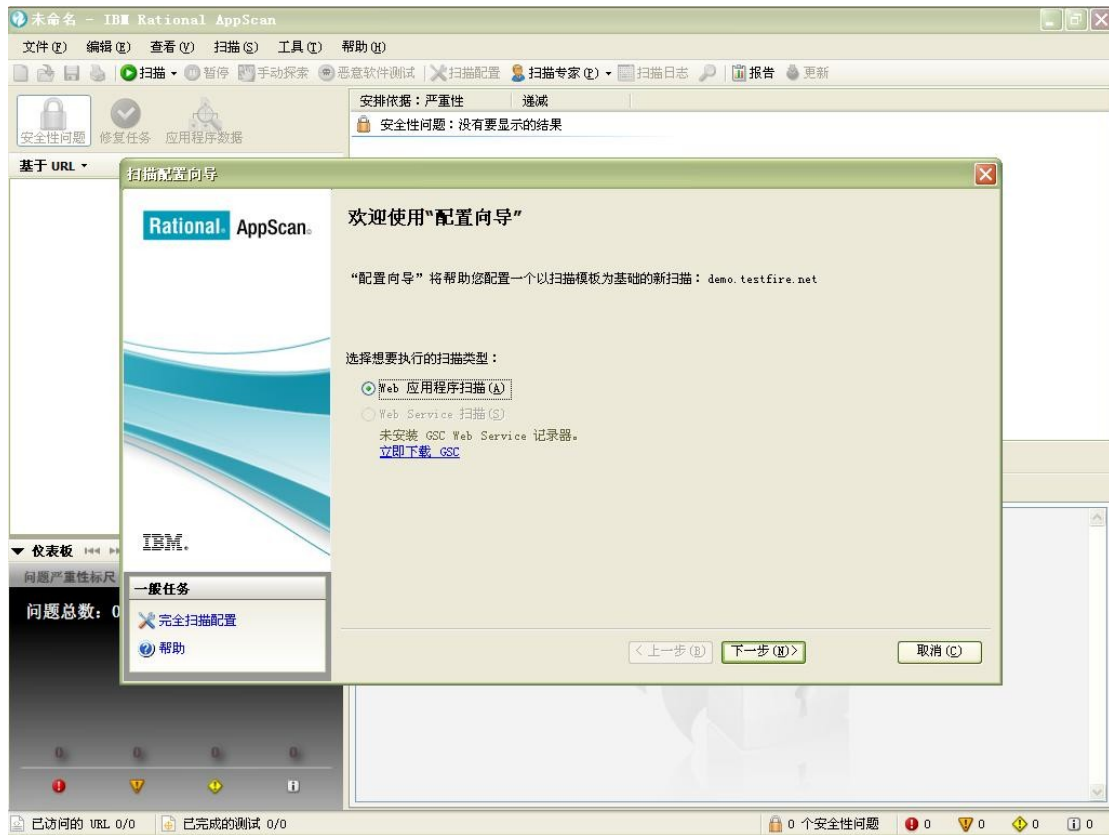 未命名 - IBM Rational AppScan
文件(F) 编辑(E) 查看(V) 扫描(S) 工具(T) 帮助(H)
扫描 暂停 手动探索 恶意软件测试 扫描配置 扫描专家(P) 扫描日志 报告 更新
安全性问题 修复任务 应用程序数据
安排依据：严重性 递减
安全性问题：没有要显示的结果
基于 URL
扫描配置向导
Rational. AppScan
欢迎使用“配置向导”
“配置向导” 将帮助您配置一个以扫描模板为基础的新扫描：demo.testfire.net
选择想要执行的扫描类型：
Web 应用程序扫描(A)
Web Service 扫描(S)
未安装 GSC Web Service 记录器。
立即下载 GSC
IBM.
一般任务
完全扫描配置
帮助
<上一步(B) 下一步(N)> 取消(C)
仪表板
问题严重性标尺
问题总数：0
0 0 0 0
已访问的 URL 0/0 已完成的测试 0/0 0 个安全性问题 0 0 0 0